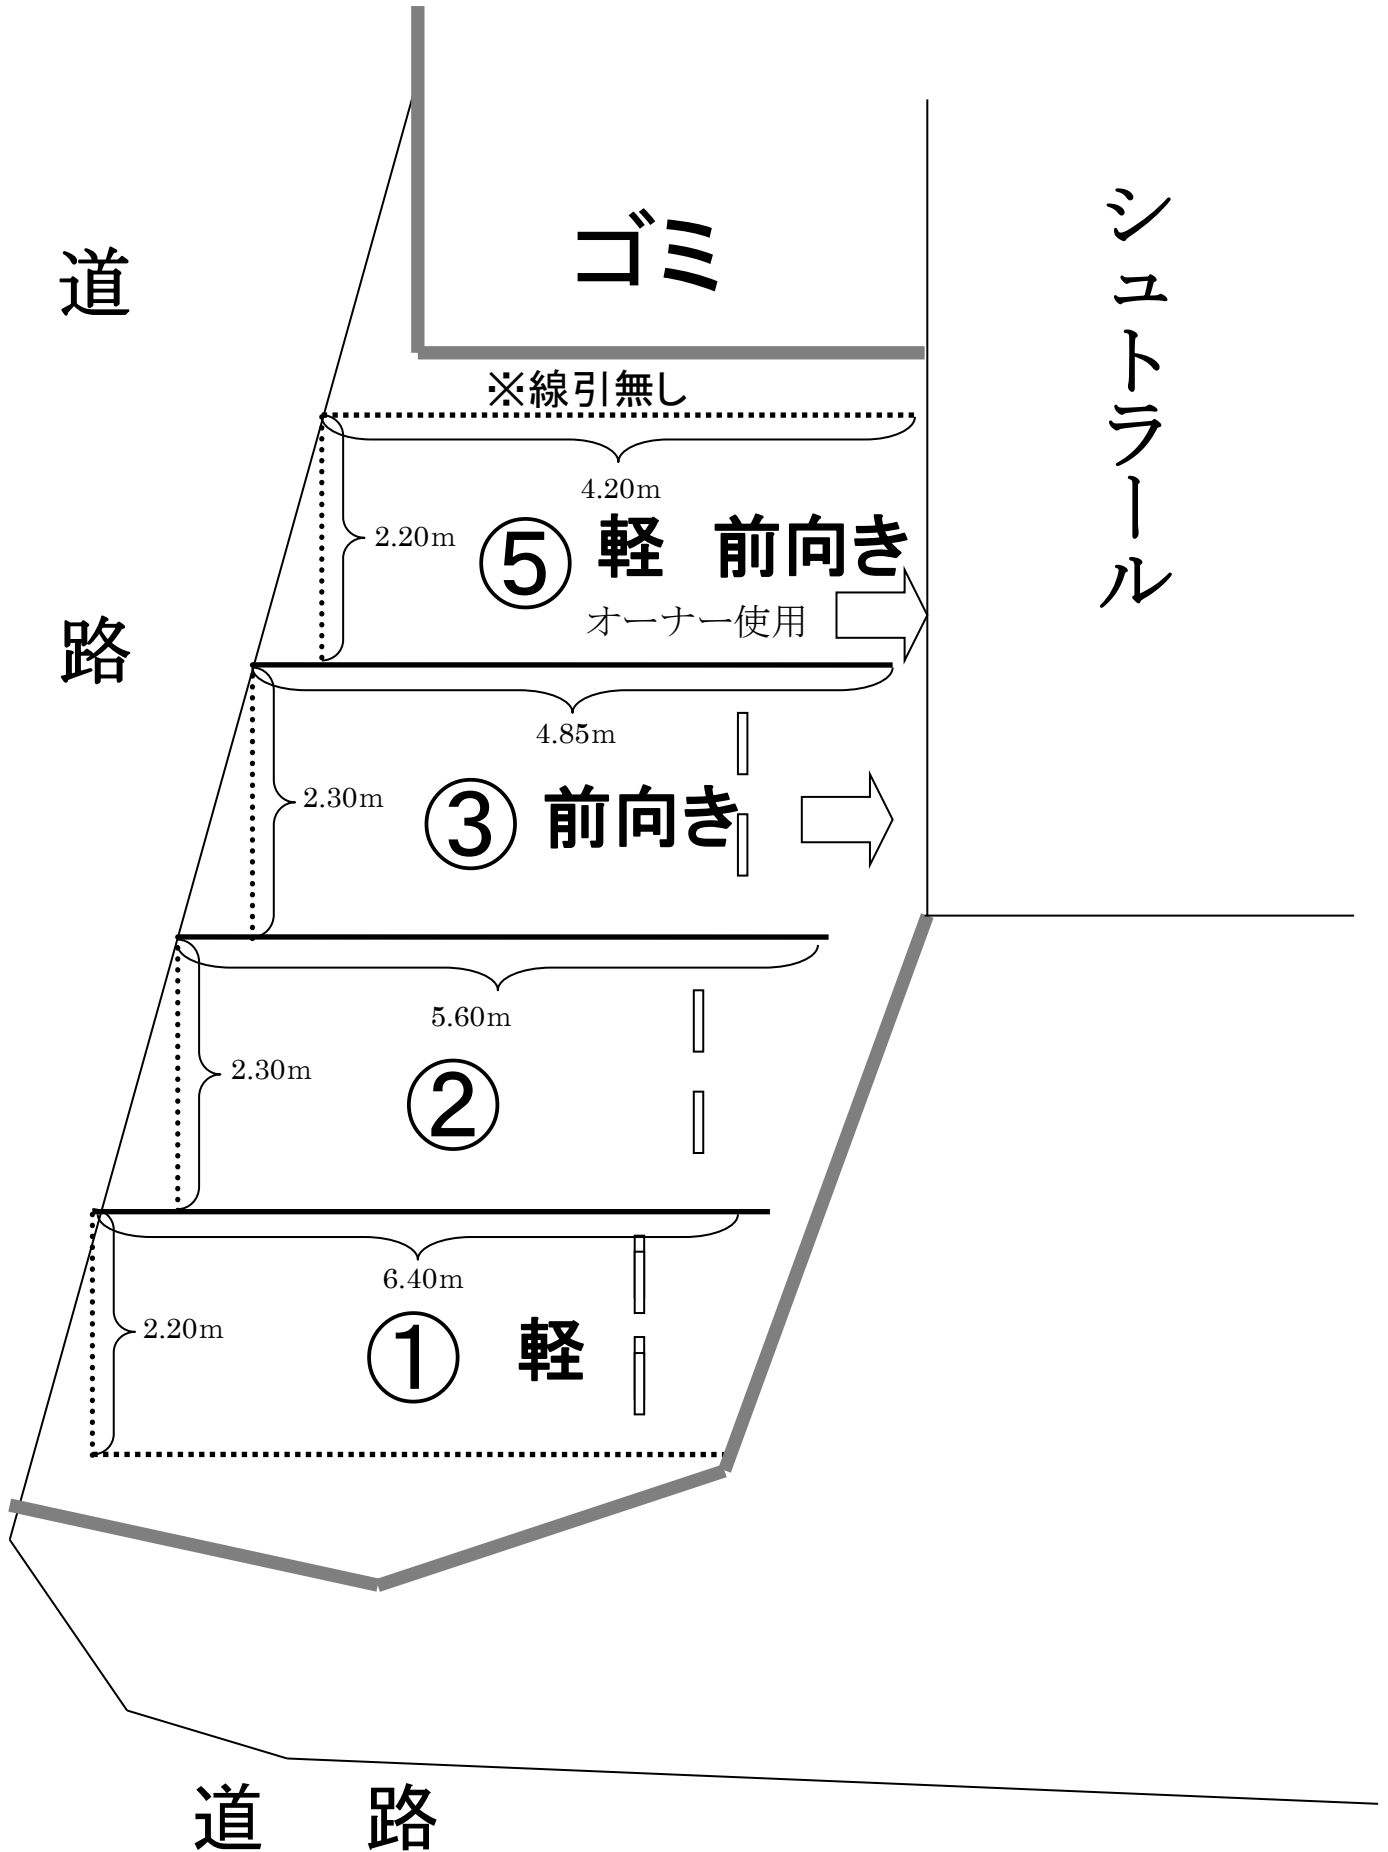 道路
ゴミ
シュトラール
※線引無し
4.20m
2.20m
⑤ 軽 前向き
オーナー使用
4.85m
2.30m
③ 前向き
5.60m
2.30m
②
6.40m
2.20m
① 軽
道 路